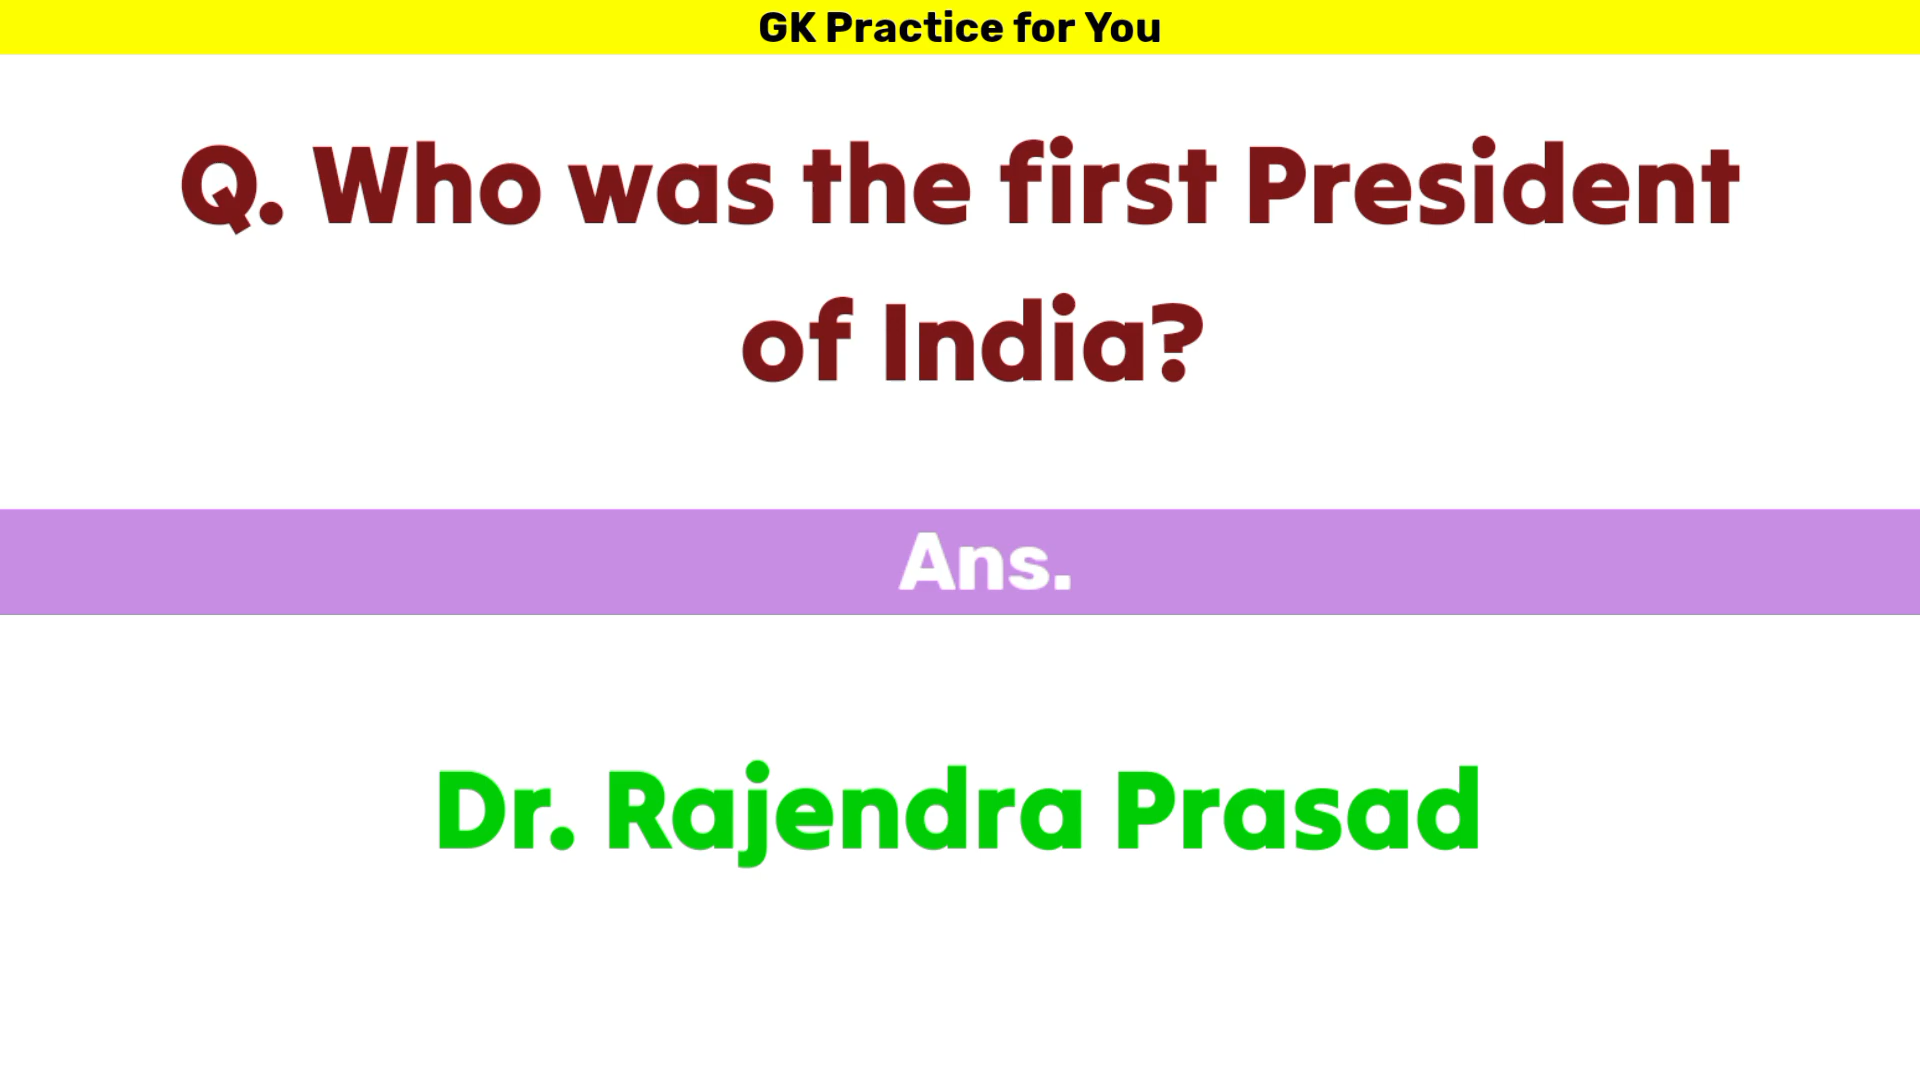 GK Practice for You
Q. Who was the first President
of India?
Ans.
Dr. Rajendra Prasad